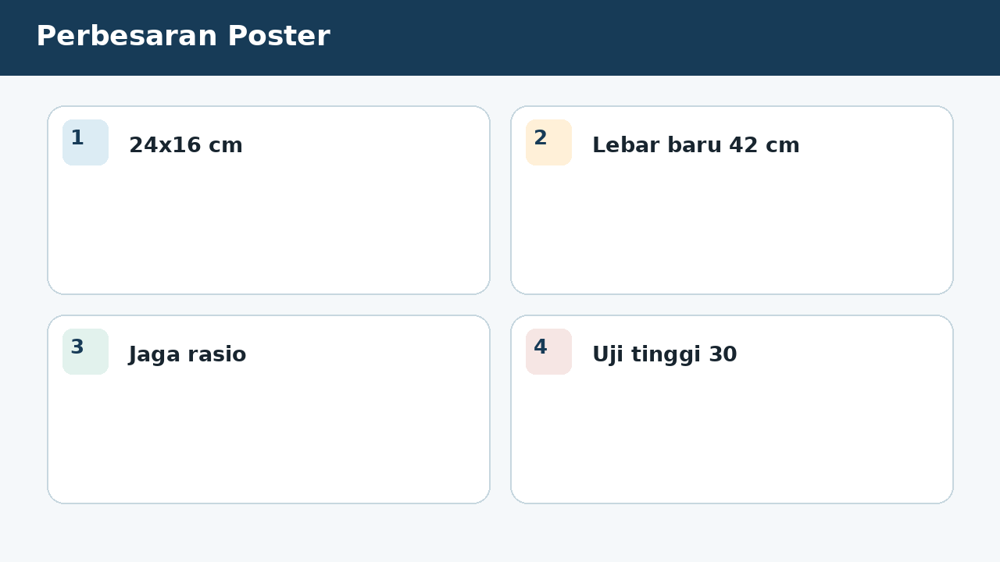 Perbesaran Poster
1
24x16 cm
2
Lebar baru 42 cm
3
Jaga rasio
4
Uji tinggi 30